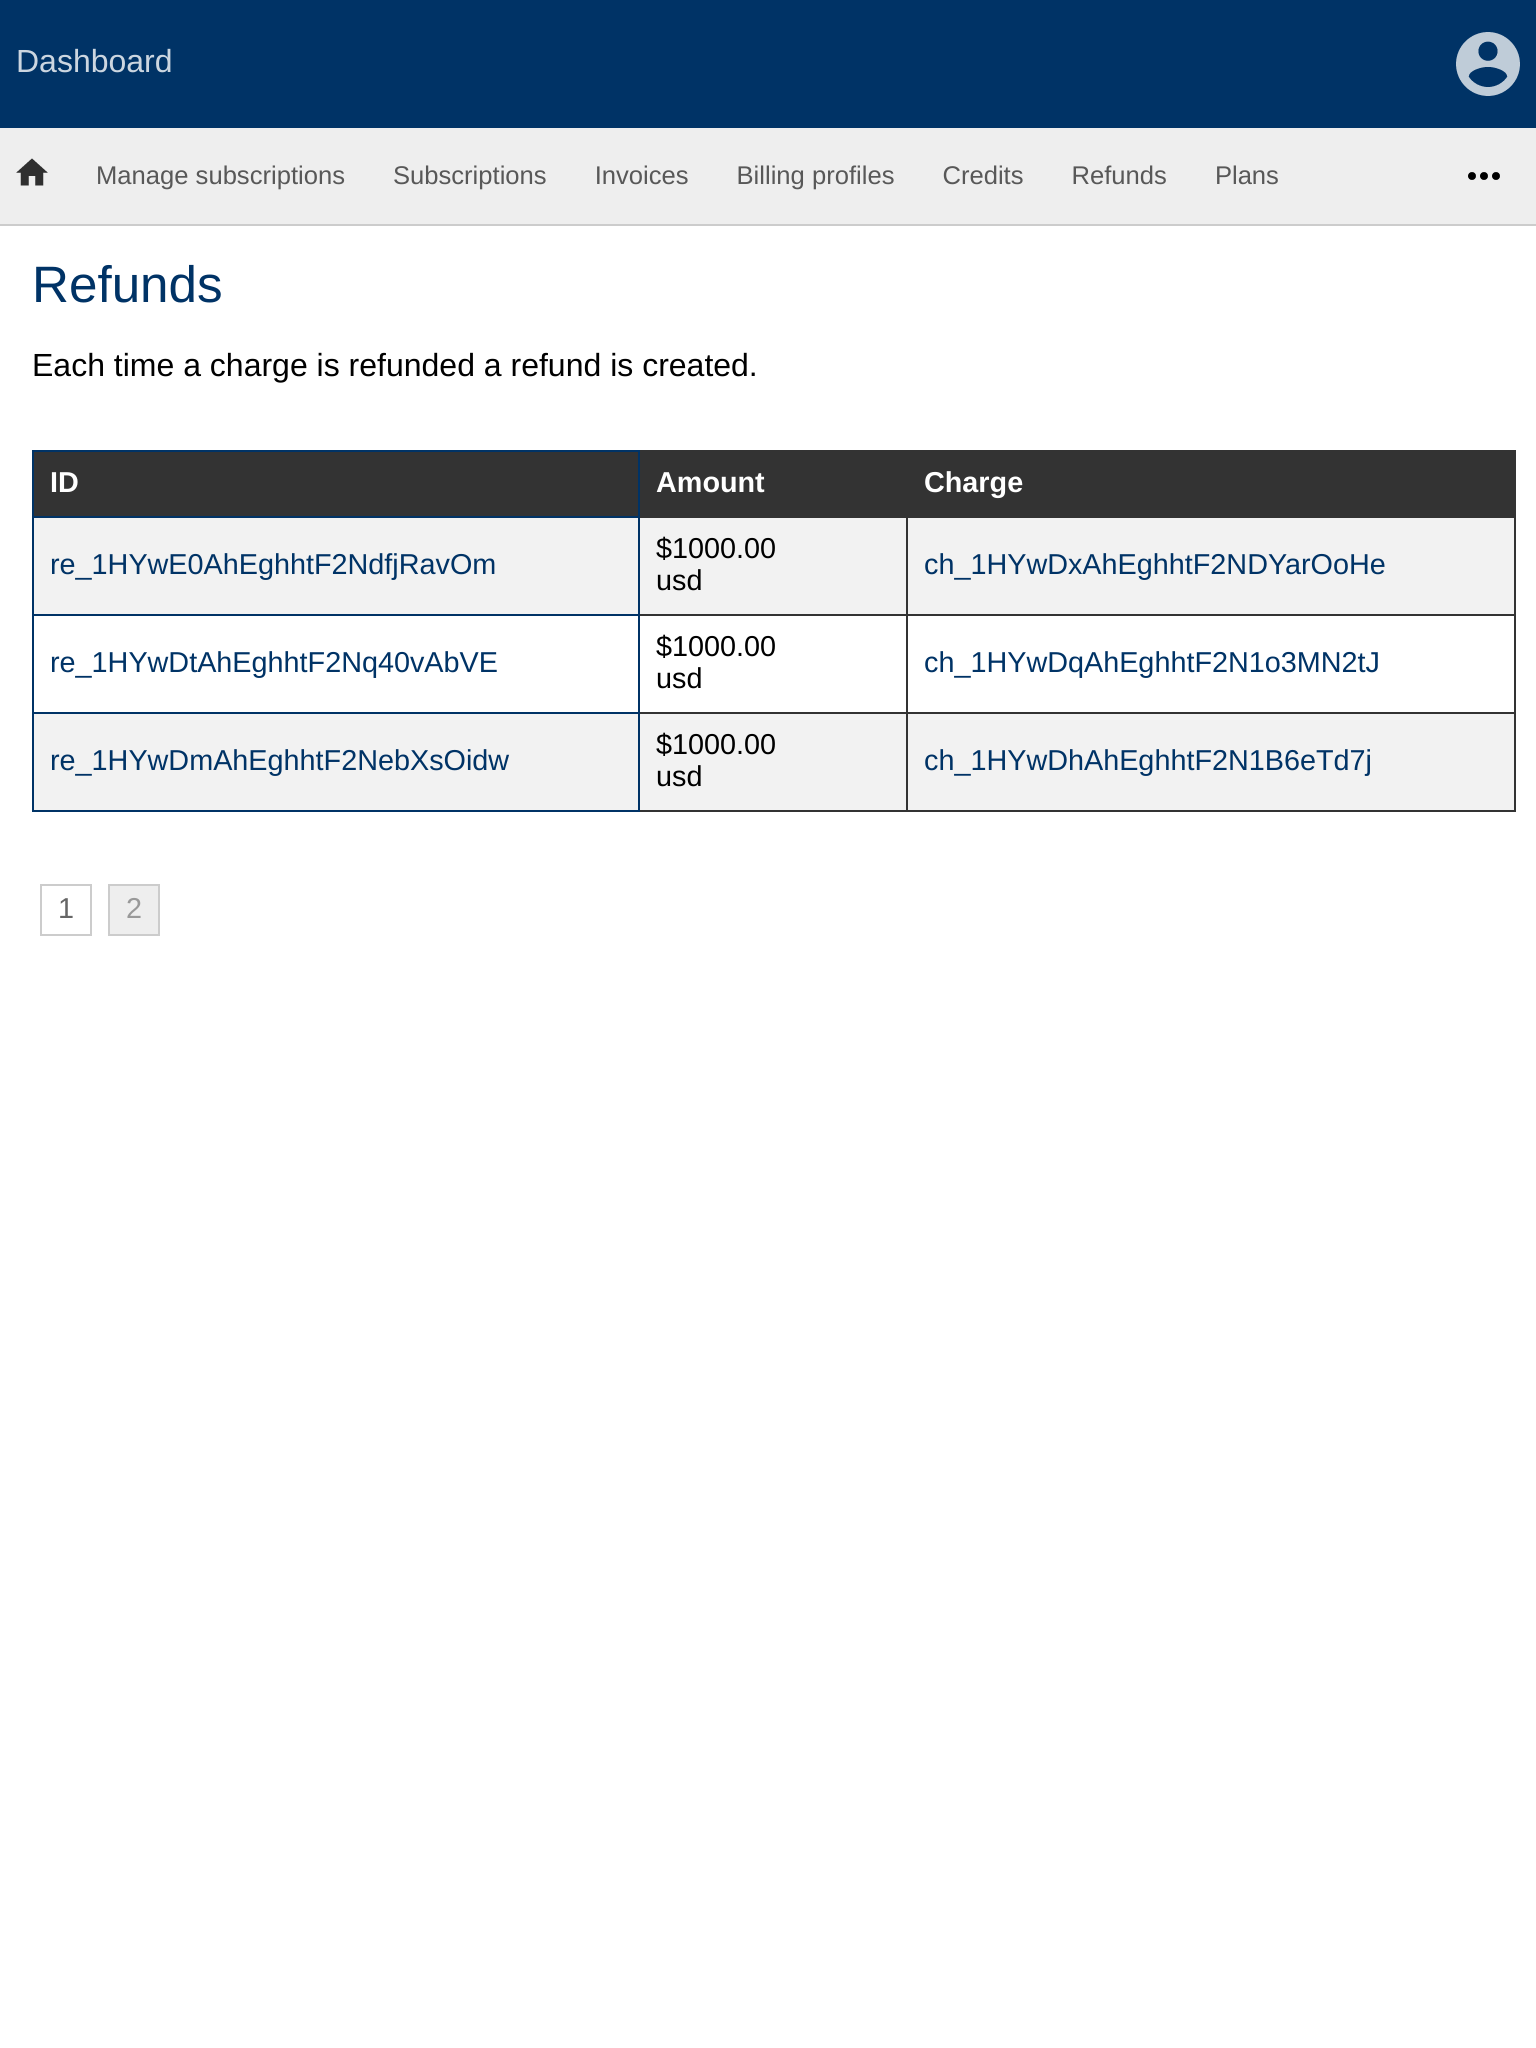 Dashboard
Manage subscriptions Subscriptions Invoices Billing profiles Credits Refunds Plans
Refunds
Each time a charge is refunded a refund is created.
ID Amount Charge
re_1HYwE0AhEghhtF2NdfjRavOm $1000.00 usd ch_1HYwDxAhEghhtF2NDYarOoHe
re_1HYwDtAhEghhtF2Nq40vAbVE $1000.00 usd ch_1HYwDqAhEghhtF2N1o3MN2tJ
re_1HYwDmAhEghhtF2NebXsOidw $1000.00 usd ch_1HYwDhAhEghhtF2N1B6eTd7j
1 2